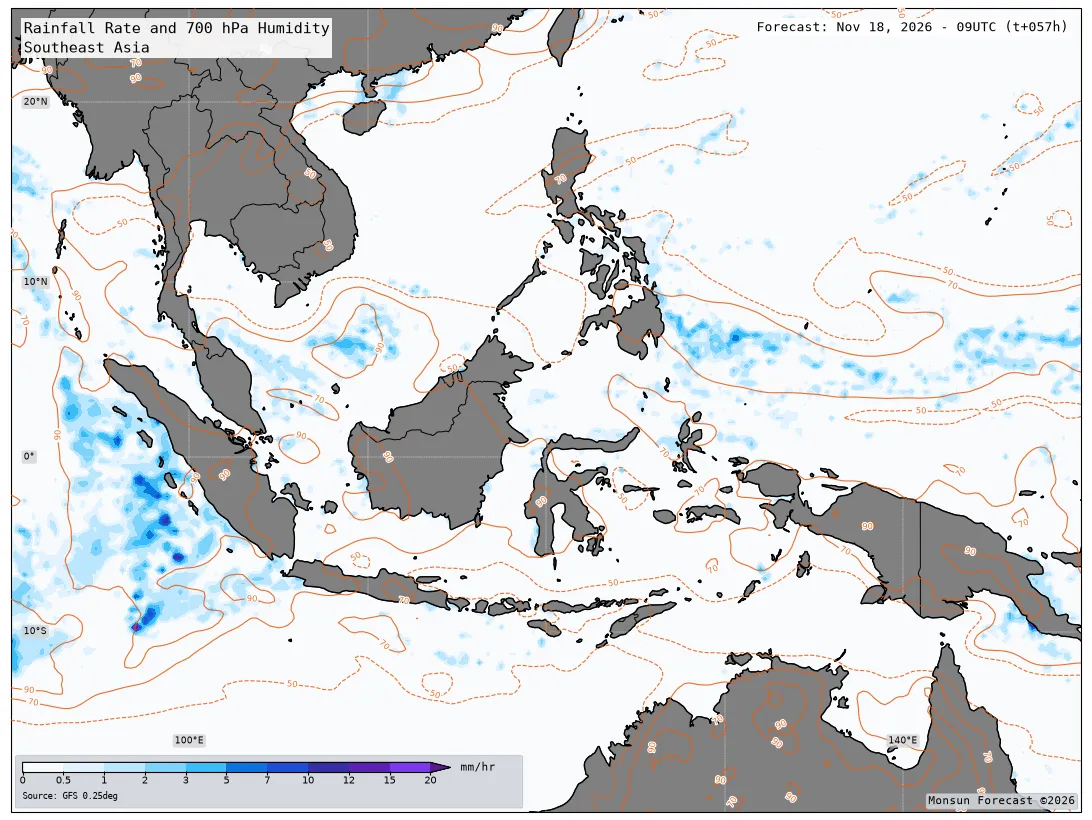 Rainfall Rate and 700 hPa Humidity
Southeast Asia
Forecast: Nov 18, 2026 - 09UTC (t+057h)
20°N
10°N
0°
10°S
100°E
140°E
0 0.5 1 2 3 5 7 10 12 15 20 mm/hr
Source: GFS 0.25deg
Monsun Forecast ©2026